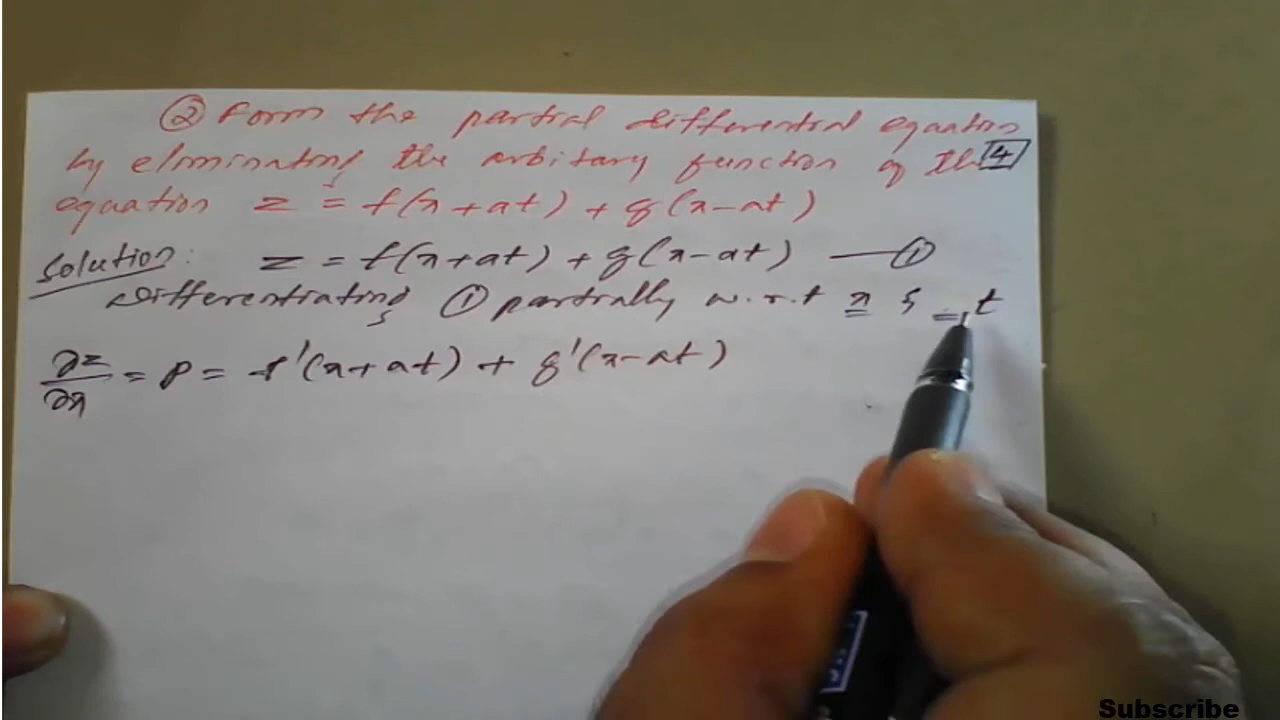 ② Form the partial differential equation
by eliminating the arbitary function of the [4]
equation z = f(x+at) + g(x-at)
Solution: z = f(x+at) + g(x-at) —①
Differentiating ① partially w.r.t x & t
∂z/∂x = p = f'(x+at) + g'(x-at)
Subscribe